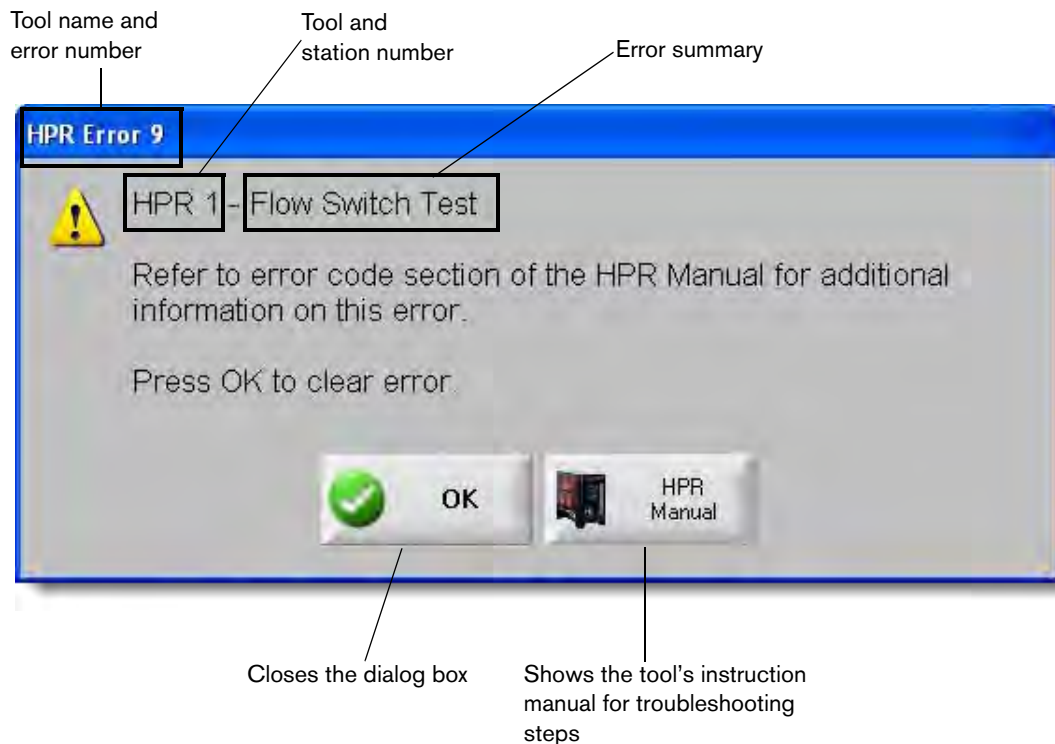 Tool name and
error number
Tool and
station number
Error summary
HPR Error 9
HPR 1 - Flow Switch Test
Refer to error code section of the HPR Manual for additional
information on this error.
Press OK to clear error.
OK
HPR
Manual
Closes the dialog box
Shows the tool’s instruction
manual for troubleshooting
steps